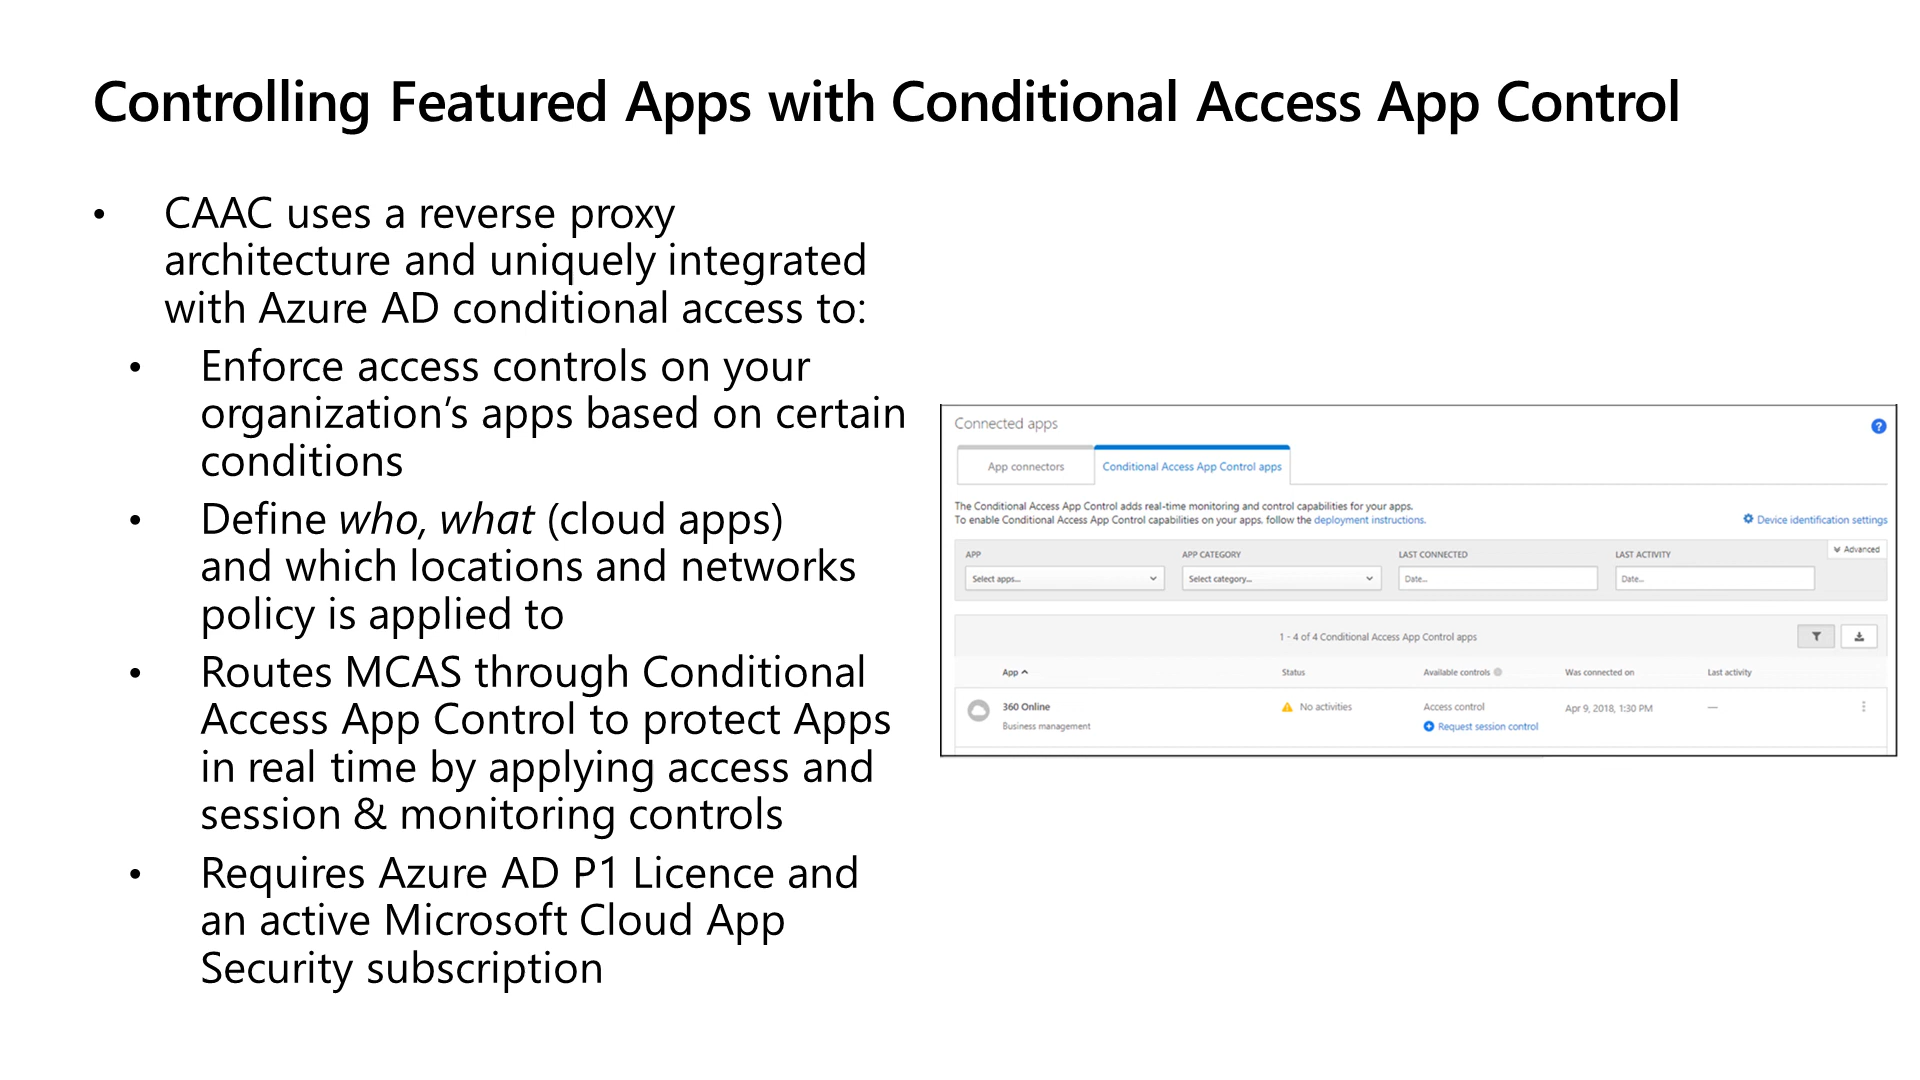 Controlling Featured Apps with Conditional Access App Control
• CAAC uses a reverse proxy
architecture and uniquely integrated
with Azure AD conditional access to:
• Enforce access controls on your
organization’s apps based on certain
conditions
• Define who, what (cloud apps)
and which locations and networks
policy is applied to
• Routes MCAS through Conditional
Access App Control to protect Apps
in real time by applying access and
session & monitoring controls
• Requires Azure AD P1 Licence and
an active Microsoft Cloud App
Security subscription
Connected apps
?
App connectors Conditional Access App Control apps
The Conditional Access App Control adds real-time monitoring and control capabilities for your apps.
To enable Conditional Access App Control capabilities on your apps, follow the deployment instructions.
Device identification settings
APP APP CATEGORY LAST CONNECTED LAST ACTIVITY Advanced
Select apps... Select category... Date... Date...
1 - 4 of 4 Conditional Access App Control apps
App Status Available controls Was connected on Last activity
360 Online No activities Access control Apr 9, 2018, 1:30 PM —
Business management Request session control